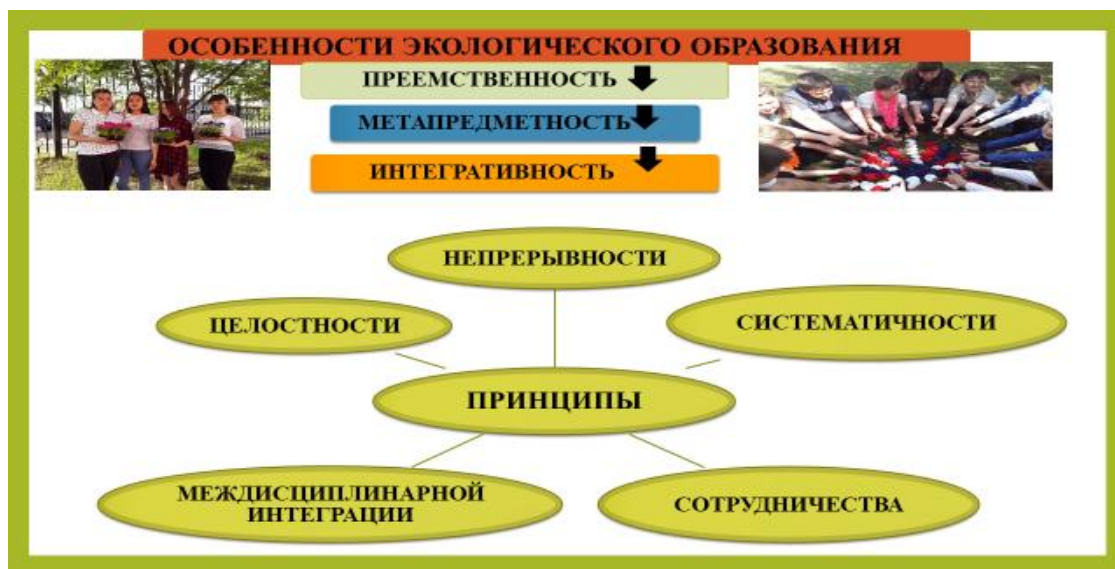 ОСОБЕННОСТИ ЭКОЛОГИЧЕСКОГО ОБРАЗОВАНИЯ
ПРЕЕМСТВЕННОСТЬ
МЕТАПРЕДМЕТНОСТЬ
ИНТЕГРАТИВНОСТЬ
НЕПРЕРЫВНОСТИ
ЦЕЛОСТНОСТИ
СИСТЕМАТИЧНОСТИ
ПРИНЦИПЫ
МЕЖДИСЦИПЛИНАРНОЙ
ИНТЕГРАЦИИ
СОТРУДНИЧЕСТВА